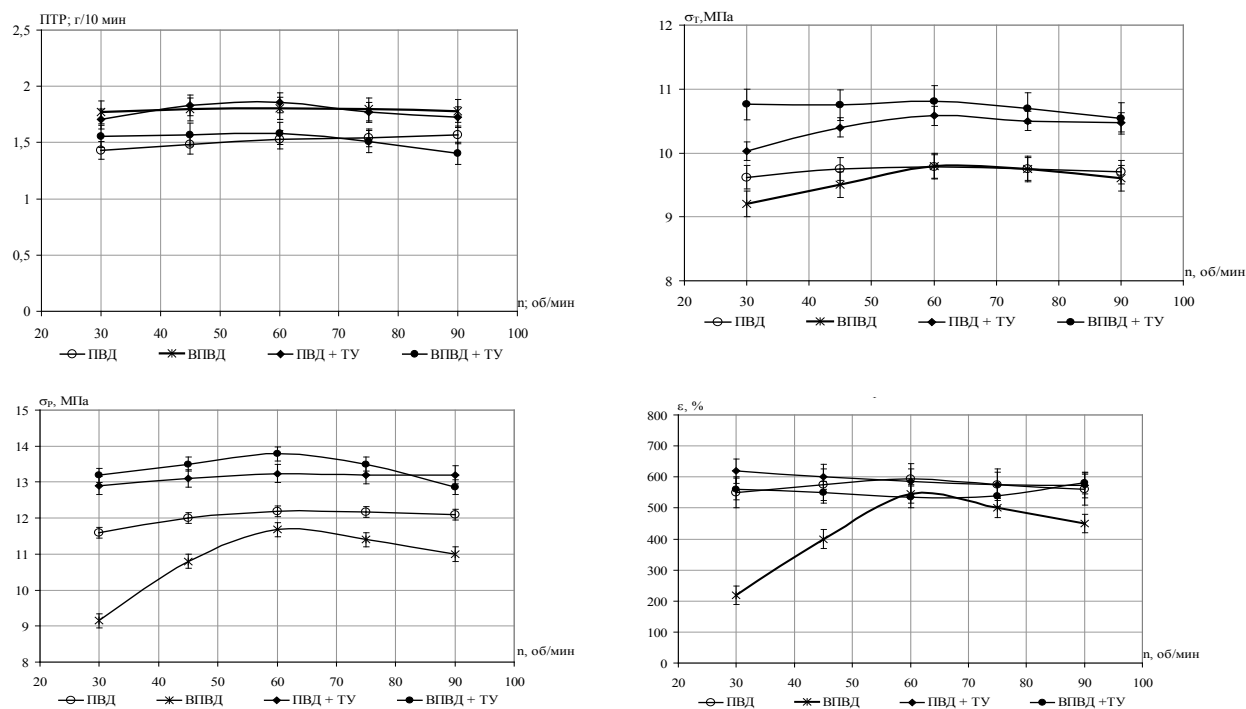 ПТР; г/10 мин
2,5
2
1,5
1
0,5
0
20 30 40 50 60 70 80 90 100
n; об/мин
ПВД ВПВД ПВД + ТУ ВПВД + ТУ
σТ,МПа
12
11
10
9
8
20 30 40 50 60 70 80 90 100
n, об/мин
ПВД ВПВД ПВД + ТУ ВПВД + ТУ
σР, МПа
15
14
13
12
11
10
9
8
20 30 40 50 60 70 80 90 100
n, об/мин
ПВД ВПВД ПВД + ТУ ВПВД + ТУ
ε, %
800
700
600
500
400
300
200
100
0
20 30 40 50 60 70 80 90 100
n, об/мин
ПВД ВПВД ПВД + ТУ ВПВД +ТУ